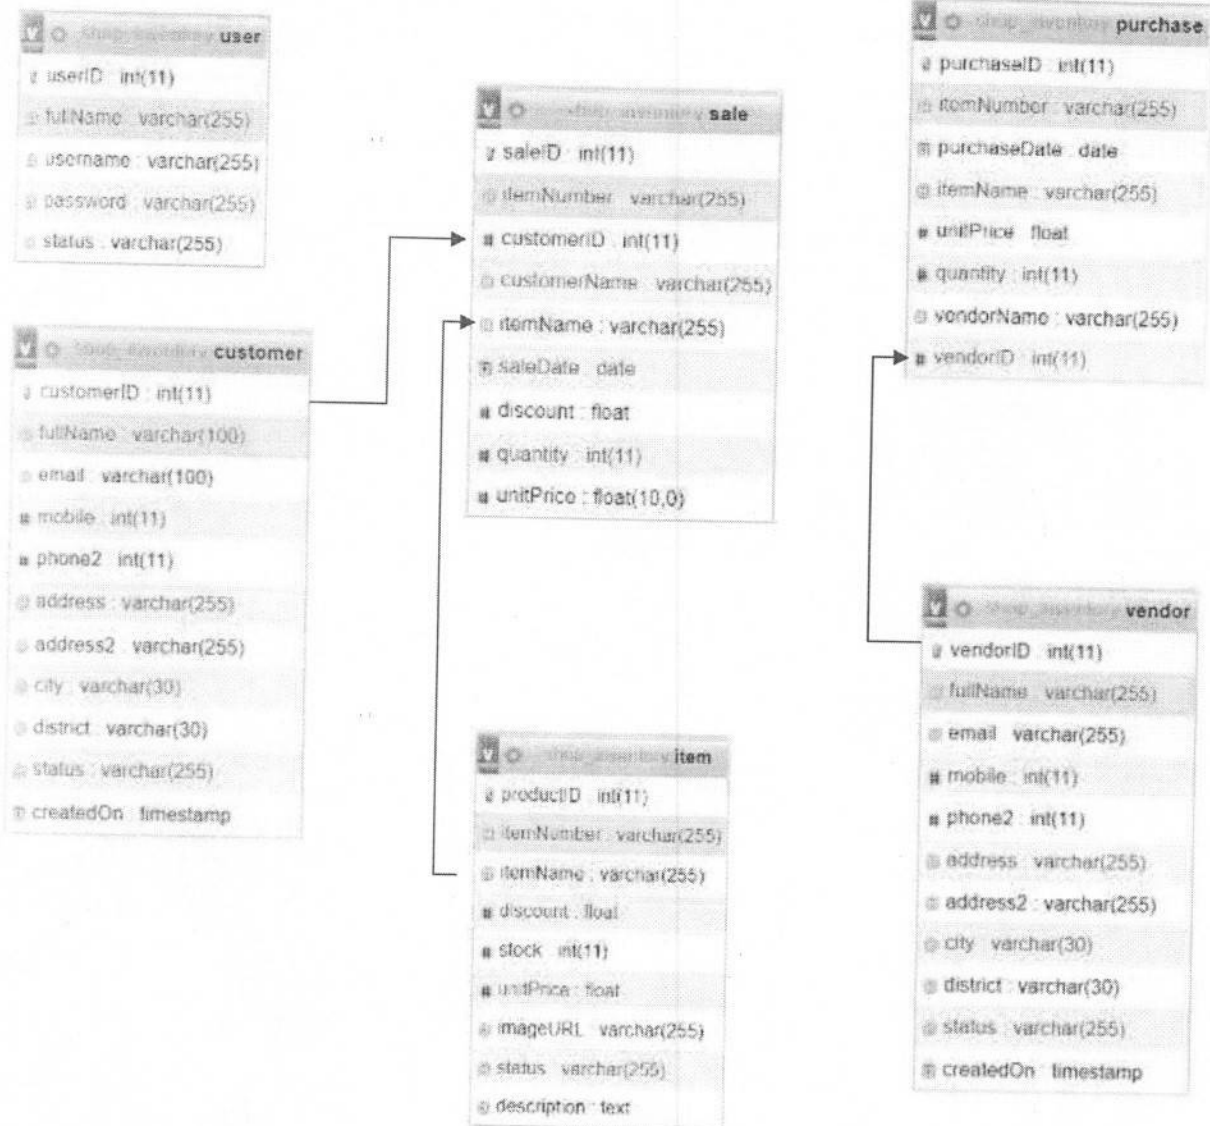 shop_inventory user
userID : int(11)
fullName : varchar(255)
username : varchar(255)
password : varchar(255)
status : varchar(255)
shop_inventory customer
customerID : int(11)
fullName : varchar(100)
email : varchar(100)
mobile : int(11)
phone2 : int(11)
address : varchar(255)
address2 : varchar(255)
city : varchar(30)
district : varchar(30)
status : varchar(255)
createdOn : timestamp
shop_inventory sale
saleID : int(11)
itemNumber : varchar(255)
customerID : int(11)
customerName : varchar(255)
itemName : varchar(255)
saleDate : date
discount : float
quantity : int(11)
unitPrice : float(10,0)
shop_inventory item
productID : int(11)
itemNumber : varchar(255)
itemName : varchar(255)
discount : float
stock : int(11)
unitPrice : float
imageURL : varchar(255)
status : varchar(255)
description : text
shop_inventory purchase
purchaseID : int(11)
itemNumber : varchar(255)
purchaseDate : date
itemName : varchar(255)
unitPrice : float
quantity : int(11)
vendorName : varchar(255)
vendorID : int(11)
shop_inventory vendor
vendorID : int(11)
fullName : varchar(255)
email : varchar(255)
mobile : int(11)
phone2 : int(11)
address : varchar(255)
address2 : varchar(255)
city : varchar(30)
district : varchar(30)
status : varchar(255)
createdOn : timestamp